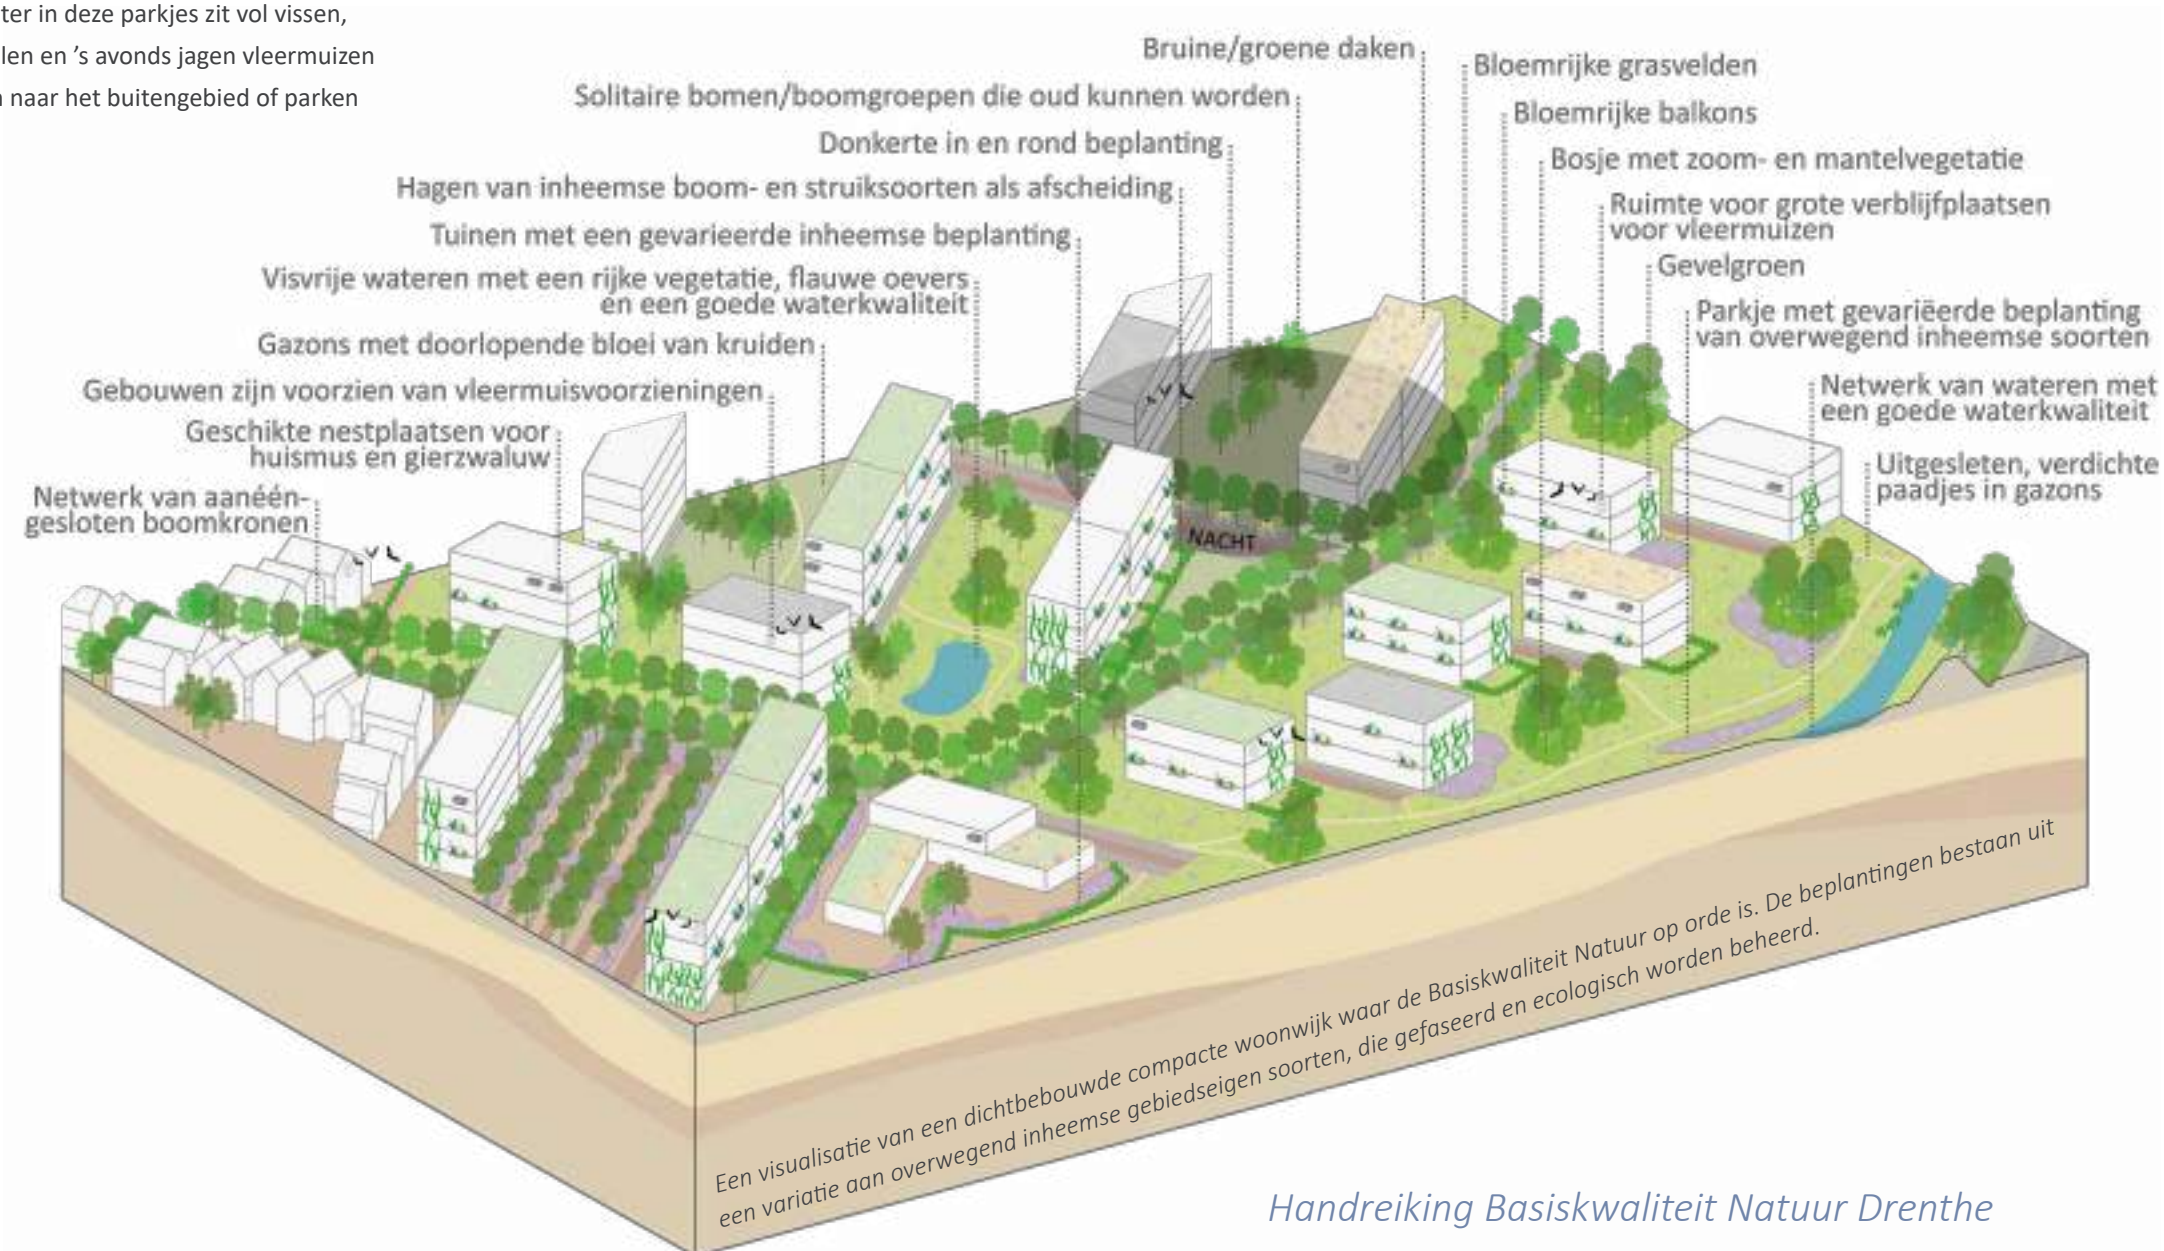 ter in deze parkjes zit vol vissen,
len en ’s avonds jagen vleermuizen
naar het buitengebied of parken
Bruine/groene daken
Solitaire bomen/boomgroepen die oud kunnen worden
Donkerte in en rond beplanting
Hagen van inheemse boom- en struiksoorten als afscheiding
Tuinen met een gevarieerde inheemse beplanting
Visvrije wateren met een rijke vegetatie, flauwe oevers
en een goede waterkwaliteit
Gazons met doorlopende bloei van kruiden
Gebouwen zijn voorzien van vleermuisvoorzieningen
Geschikte nestplaatsen voor
huismus en gierzwaluw
Netwerk van aanéén-
gesloten boomkronen
Bloemrijke grasvelden
Bloemrijke balkons
Bosje met zoom- en mantelvegetatie
Ruimte voor grote verblijfplaatsen
voor vleermuizen
Gevelgroen
Parkje met gevariëerde beplanting
van overwegend inheemse soorten
Netwerk van wateren met
een goede waterkwaliteit
Uitgesleten, verdichte
paadjes in gazons
NACHT
Een visualisatie van een dichtbebouwde compacte woonwijk waar de Basiskwaliteit Natuur op orde is. De beplantingen bestaan uit
een variatie aan overwegend inheemse gebiedseigen soorten, die gefaseerd en ecologisch worden beheerd.
Handreiking Basiskwaliteit Natuur Drenthe